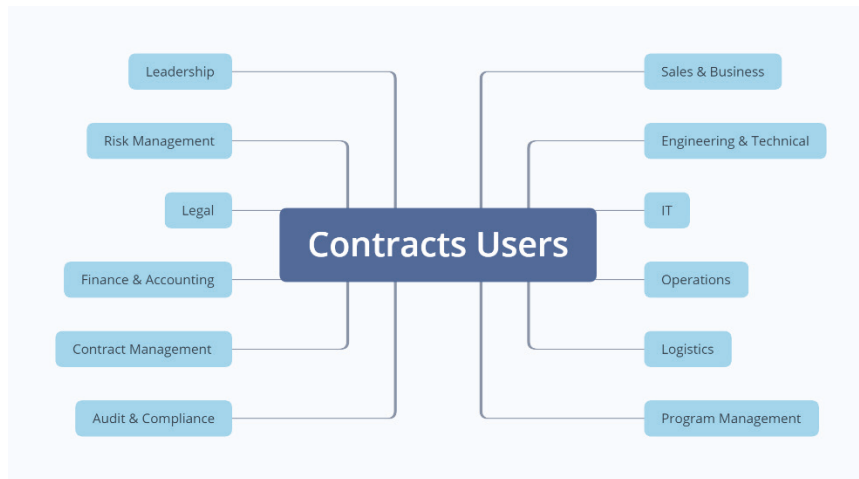 Leadership
Risk Management
Legal
Finance & Accounting
Contract Management
Audit & Compliance
Contracts Users
Sales & Business
Engineering & Technical
IT
Operations
Logistics
Program Management